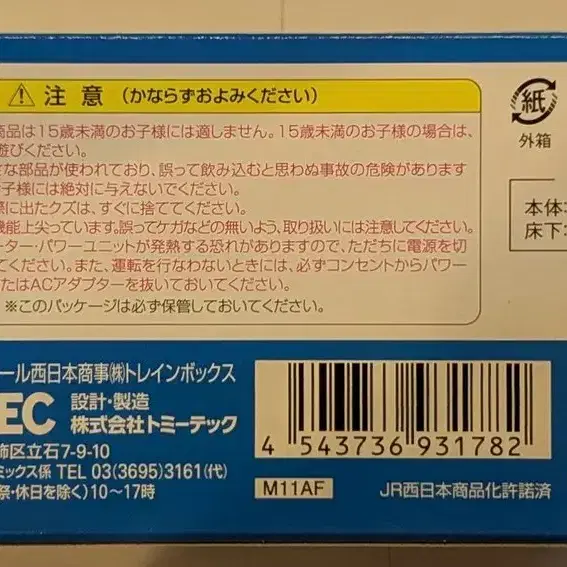 注意 (かならずおよみください)
商品は15歳未満のお子様には適しません。15歳未満のお子様の場合は、
遊びください。
さな部品が使われており、誤って飲み込むと思わぬ事故の危険があります
お子様には絶対に与えないでください。
際に出たクズは、すぐに捨ててください。
機能上尖っています。誤ってケガなどの無いよう、取り扱いには注意してください。
ーター・パワーユニットが発熱する恐れがありますので、ただちに電源を切
てください。また、運転を行なわないときには、必ずコンセントからパワー
たはACアダプターを抜いておいてください。
※このパッケージは必ず保管しておいてください。
紙
外箱
本体:
床下:
ール西日本商事㈱トレインボックス
EC 設計・製造
株式会社トミーテック
飾区立石7-9-10
ミックス係 TEL 03(3695)3161(代)
祭・休日を除く)10〜17時
4 543736 931782
M11AF
JR西日本商品化許諾済